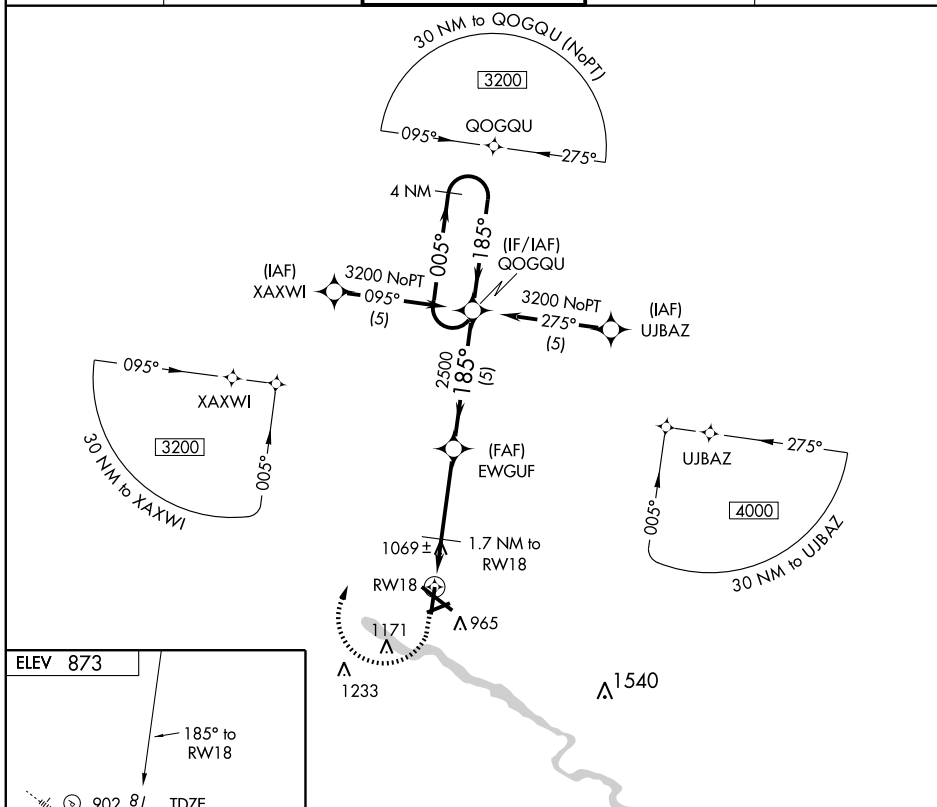 30 NM to QOGQU (NoPT)
3200
QOGQU
095°
275°
4 NM
005°
185°
(IF/IAF)
QOGQU
(IAF)
XAXWI
3200 NoPT
095°
(5)
3200 NoPT
275°
(5)
(IAF)
UJBAZ
2500
185°
(5)
095°
XAXWI
3200
005°
30 NM to XAXWI
(FAF)
EWGUF
UJBAZ
275°
005°
4000
30 NM to UJBAZ
1069 ±
1.7 NM to
RW18
RW18
965
1171
1233
1540
ELEV 873
185° to
RW18
902
TDZE